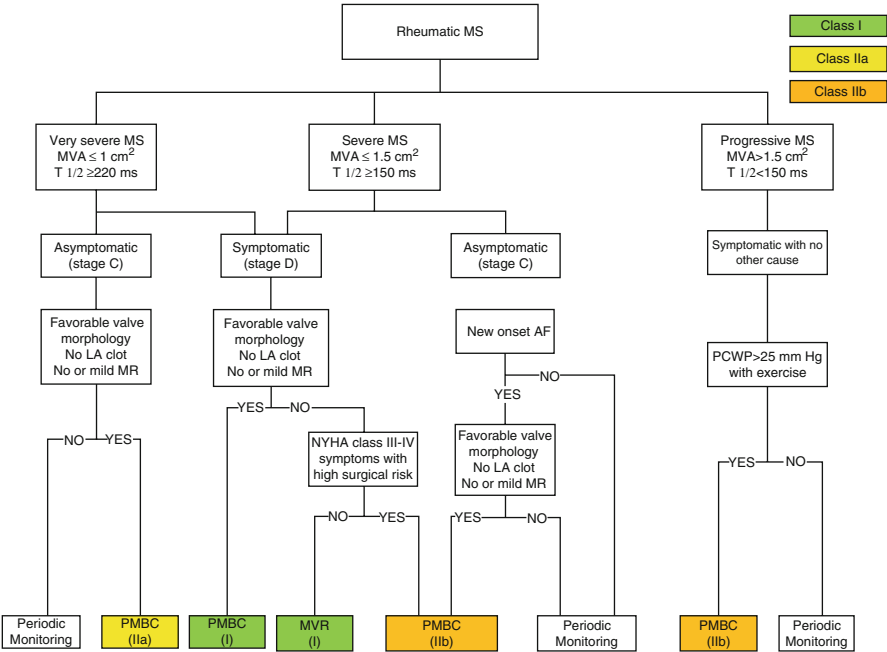 Rheumatic MS
Class I
Class IIa
Class IIb
Very severe MS
MVA ≤ 1 cm²
T 1/2 ≥220 ms
Severe MS
MVA ≤ 1.5 cm²
T 1/2 ≥150 ms
Progressive MS
MVA>1.5 cm²
T 1/2<150 ms
Asymptomatic
(stage C)
Symptomatic
(stage D)
Asymptomatic
(stage C)
Symptomatic with no
other cause
Favorable valve
morphology
No LA clot
No or mild MR
Favorable valve
morphology
No LA clot
No or mild MR
New onset AF
PCWP>25 mm Hg
with exercise
NO
YES
YES
NO
YES
NO
NYHA class III-IV
symptoms with
high surgical risk
Favorable valve
morphology
No LA clot
No or mild MR
NO
YES
YES
NO
YES
NO
Periodic
Monitoring
PMBC
(IIa)
PMBC
(I)
MVR
(I)
PMBC
(IIb)
Periodic
Monitoring
PMBC
(IIb)
Periodic
Monitoring